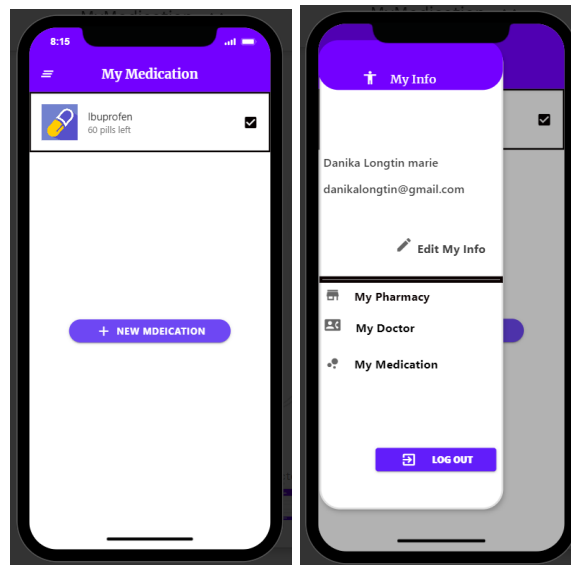 8:15
My Medication
Ibuprofen
60 pills left
+ NEW MDEICATION
My Info
Danika Longtin marie
danikalongtin@gmail.com
Edit My Info
My Pharmacy
My Doctor
My Medication
LOG OUT